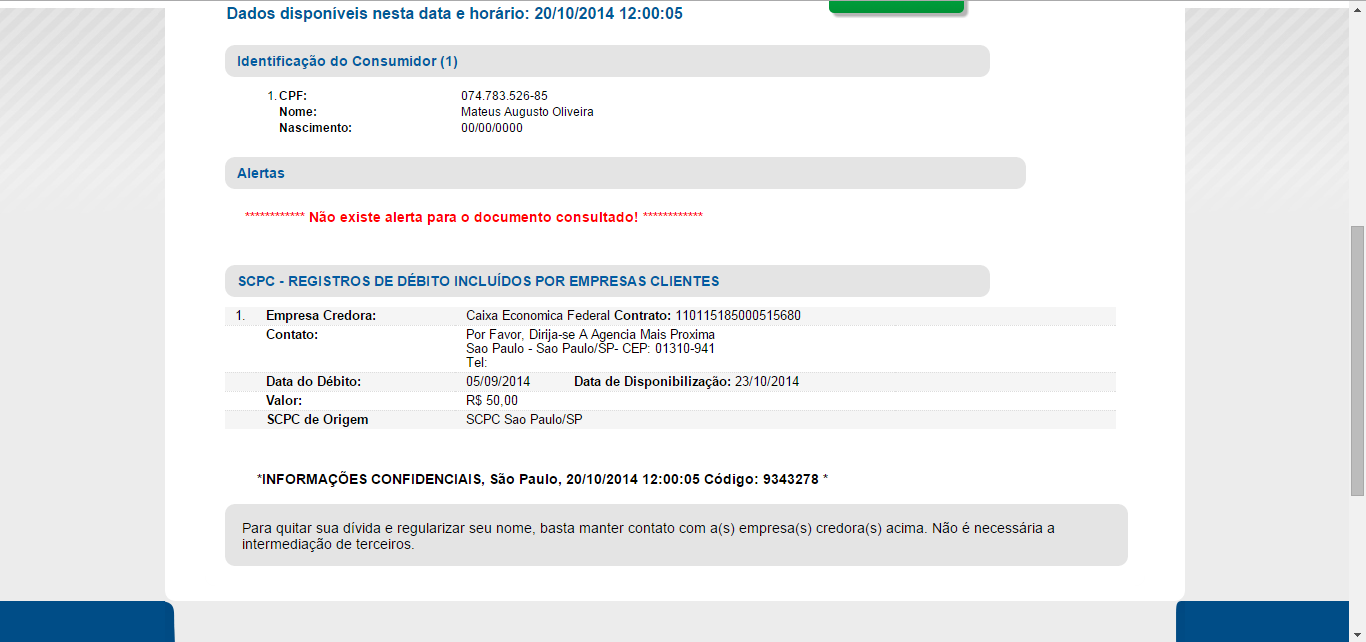 Dados disponíveis nesta data e horário: 20/10/2014 12:00:05
Identificação do Consumidor (1)
1. CPF: 074.783.526-85
Nome: Mateus Augusto Oliveira
Nascimento: 00/00/0000
Alertas
************ Não existe alerta para o documento consultado! ************
SCPC - REGISTROS DE DÉBITO INCLUÍDOS POR EMPRESAS CLIENTES
1. Empresa Credora: Caixa Economica Federal Contrato: 110115185000515680
Contato: Por Favor, Dirija-se A Agencia Mais Proxima
Sao Paulo - Sao Paulo/SP- CEP: 01310-941
Tel:
Data do Débito: 05/09/2014 Data de Disponibilização: 23/10/2014
Valor: R$ 50,00
SCPC de Origem SCPC Sao Paulo/SP
*INFORMAÇÕES CONFIDENCIAIS, São Paulo, 20/10/2014 12:00:05 Código: 9343278 *
Para quitar sua dívida e regularizar seu nome, basta manter contato com a(s) empresa(s) credora(s) acima. Não é necessária a
intermediação de terceiros.